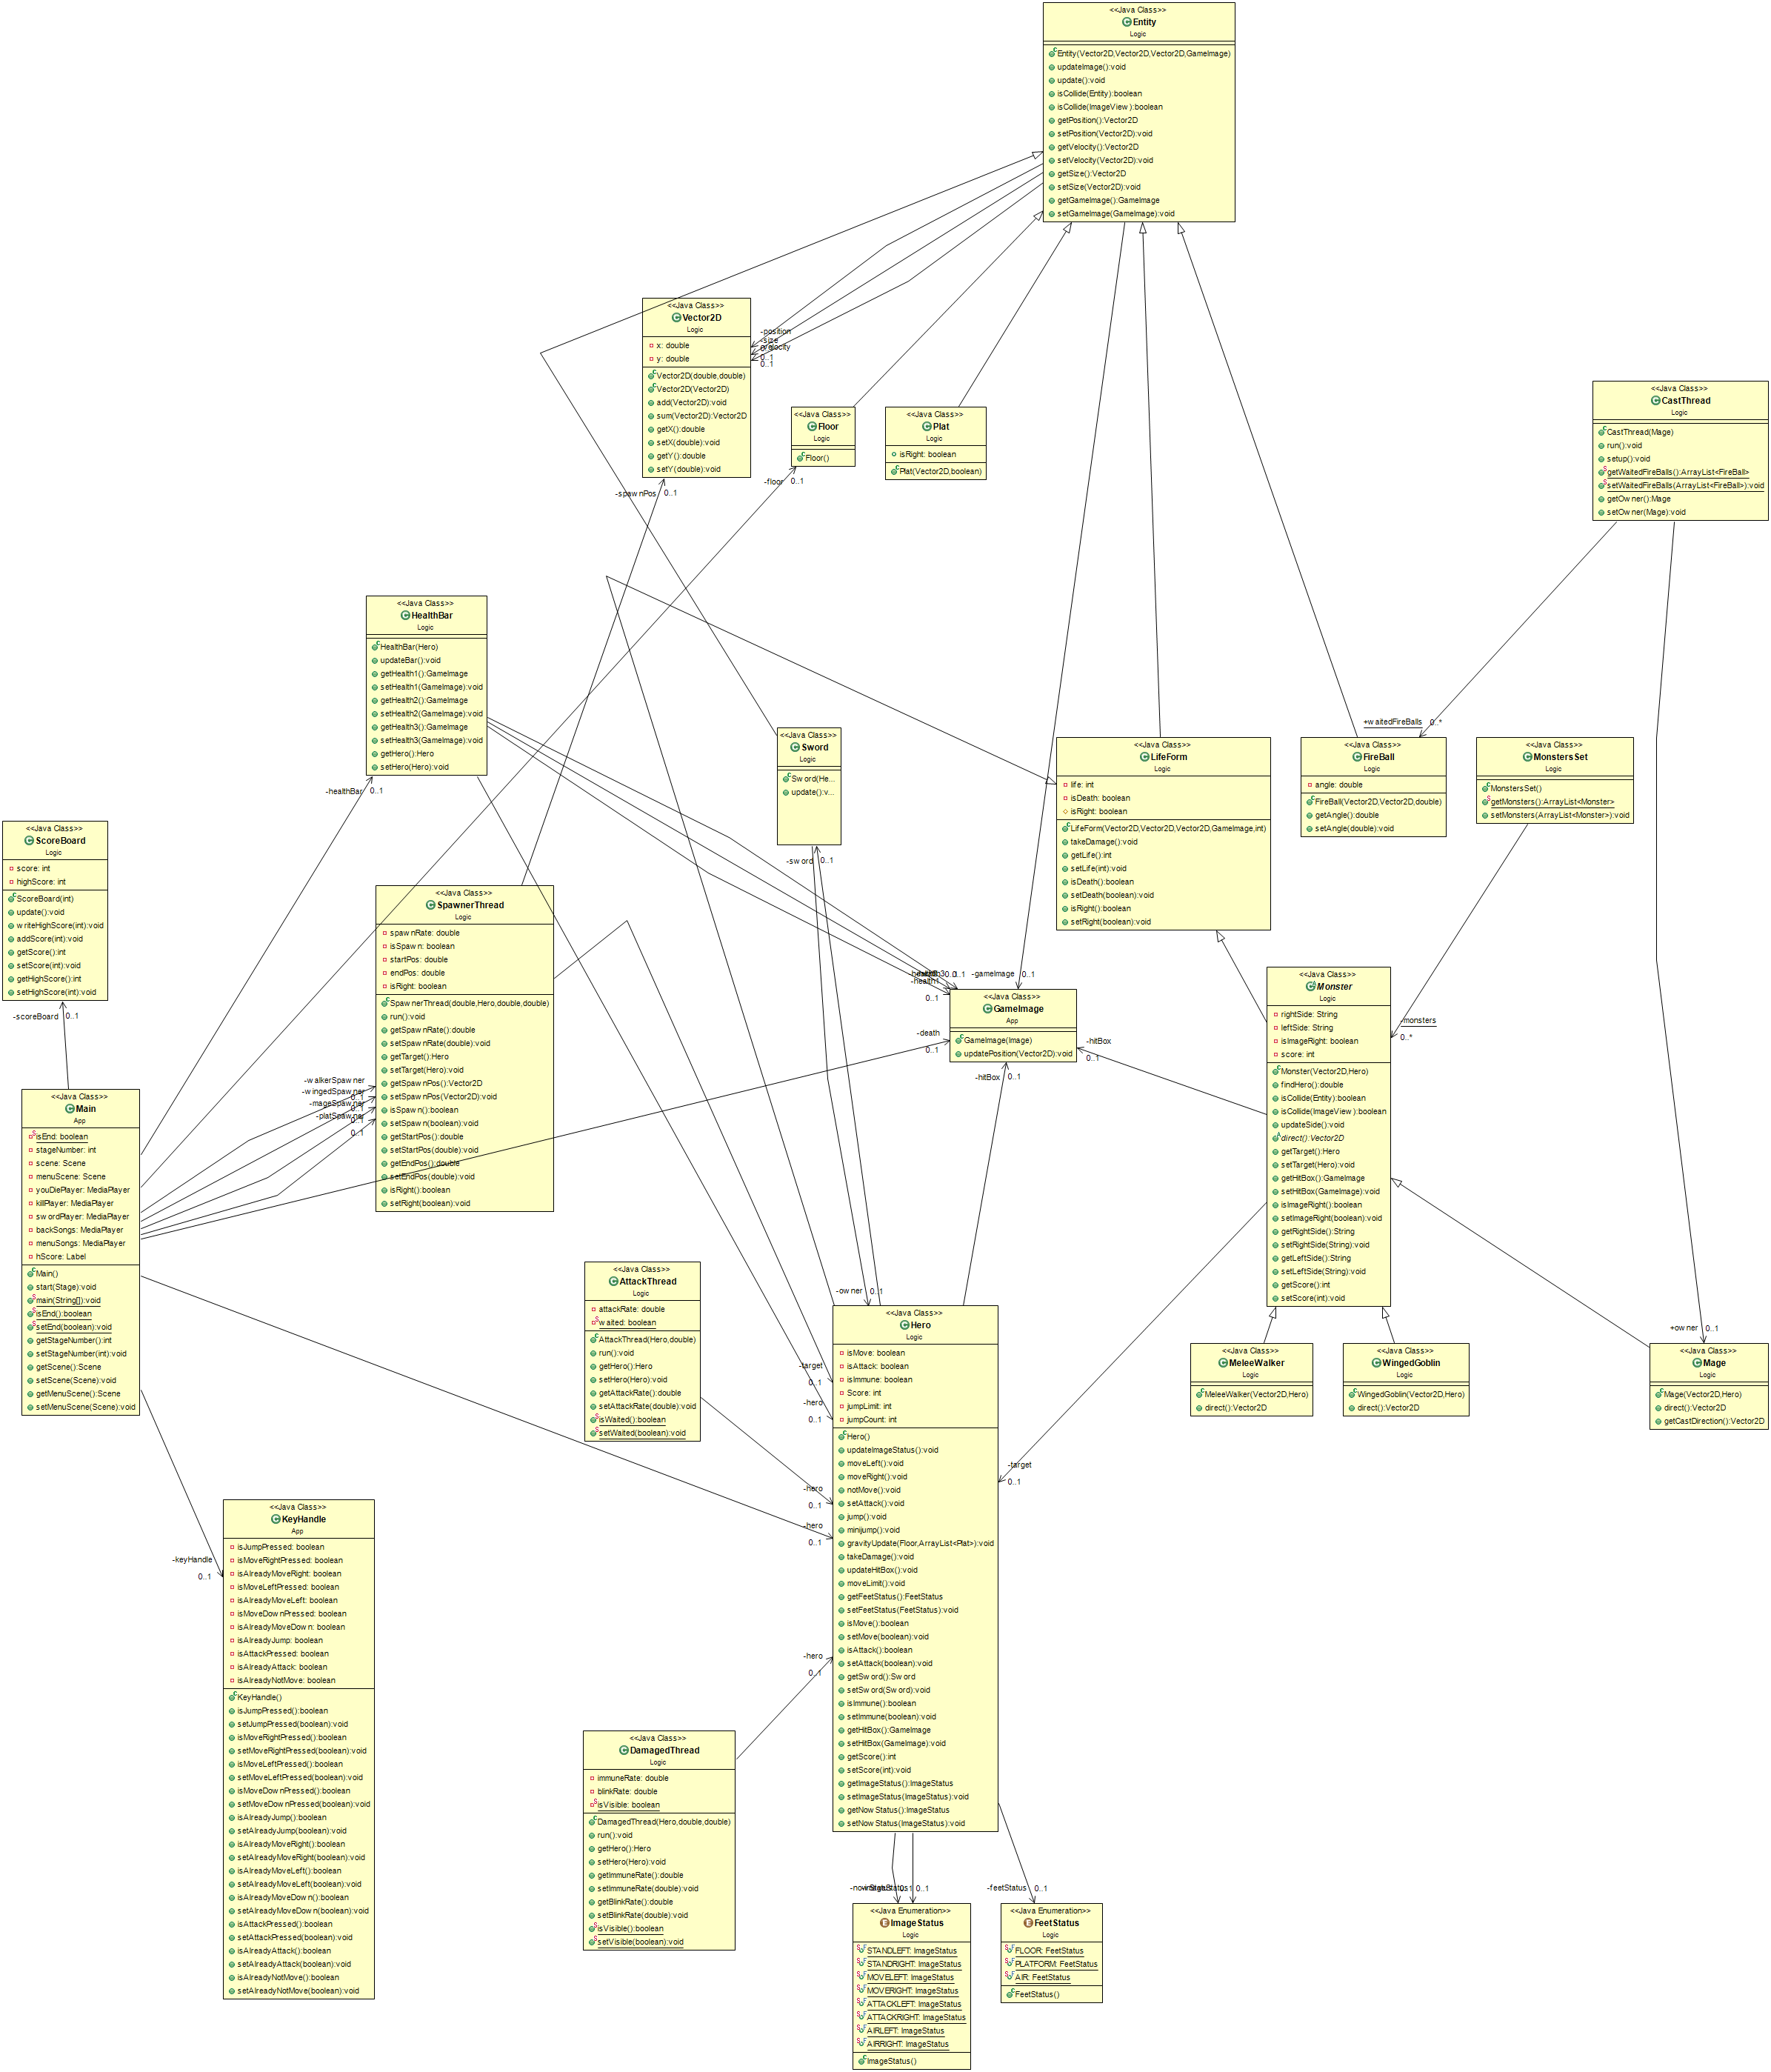 <<Java Class>>
Entity
Logic
Entity(Vector2D,Vector2D,Vector2D,GameImage)
updateImage():void
update():void
isCollide(Entity):boolean
isCollide(ImageView):boolean
getPosition():Vector2D
setPosition(Vector2D):void
getVelocity():Vector2D
setVelocity(Vector2D):void
getSize():Vector2D
setSize(Vector2D):void
getGameImage():GameImage
setGameImage(GameImage):void
<<Java Class>>
Vector2D
Logic
x: double
y: double
Vector2D(double,double)
Vector2D(Vector2D)
add(Vector2D):void
sum(Vector2D):Vector2D
getX():double
setX(double):void
getY():double
setY(double):void
-position
-size
-velocity
0..1
0..1
<<Java Class>>
Floor
Logic
Floor()
<<Java Class>>
Plat
Logic
isRight: boolean
Plat(Vector2D,boolean)
<<Java Class>>
CastThread
Logic
CastThread(Mage)
run():void
setup():void
getWaitedFireBalls():ArrayList<FireBall>
setWaitedFireBalls(ArrayList<FireBall>):void
getOwner():Mage
setOwner(Mage):void
-spawnPos 0..1
-floor 0..1
<<Java Class>>
HealthBar
Logic
HealthBar(Hero)
updateBar():void
getHealth1():GameImage
setHealth1(GameImage):void
getHealth2():GameImage
setHealth2(GameImage):void
getHealth3():GameImage
setHealth3(GameImage):void
getHero():Hero
setHero(Hero):void
-healthBar 0..1
<<Java Class>>
Sword
Logic
Sword(He...
update():v...
-sword 0..1
<<Java Class>>
LifeForm
Logic
life: int
isDeath: boolean
isRight: boolean
LifeForm(Vector2D,Vector2D,Vector2D,GameImage,int)
takeDamage():void
getLife():int
setLife(int):void
isDeath():boolean
setDeath(boolean):void
isRight():boolean
setRight(boolean):void
+waitedFireBalls 0..*
<<Java Class>>
FireBall
Logic
angle: double
FireBall(Vector2D,Vector2D,double)
getAngle():double
setAngle(double):void
<<Java Class>>
MonstersSet
Logic
MonstersSet()
getMonsters():ArrayList<Monster>
setMonsters(ArrayList<Monster>):void
-monsters
0..*
<<Java Class>>
ScoreBoard
Logic
score: int
highScore: int
ScoreBoard(int)
update():void
writeHighScore(int):void
addScore(int):void
getScore():int
setScore(int):void
getHighScore():int
setHighScore(int):void
-scoreBoard 0..1
<<Java Class>>
SpawnerThread
Logic
spawnRate: double
isSpawn: boolean
startPos: double
endPos: double
isRight: boolean
SpawnerThread(double,Hero,double,double)
run():void
getSpawnRate():double
setSpawnRate(double):void
getTarget():Hero
setTarget(Hero):void
getSpawnPos():Vector2D
setSpawnPos(Vector2D):void
isSpawn():boolean
setSpawn(boolean):void
getStartPos():double
setStartPos(double):void
getEndPos():double
setEndPos(double):void
isRight():boolean
setRight(boolean):void
-walkerSpawner
-wingedSpawner
0..1
-mageSpawner
0..1
-platSpawner
0..1
0..1
-health1
0..1
-gameImage 0..1
<<Java Class>>
GameImage
App
GameImage(Image)
updatePosition(Vector2D):void
-death
0..1
-hitBox
0..1
-hitBox 0..1
<<Java Class>>
Monster
Logic
rightSide: String
leftSide: String
isImageRight: boolean
score: int
Monster(Vector2D,Hero)
findHero():double
isCollide(Entity):boolean
isCollide(ImageView):boolean
updateSide():void
direct():Vector2D
getTarget():Hero
setTarget(Hero):void
getHitBox():GameImage
setHitBox(GameImage):void
isImageRight():boolean
setImageRight(boolean):void
getRightSide():String
setRightSide(String):void
getLeftSide():String
setLeftSide(String):void
getScore():int
setScore(int):void
<<Java Class>>
Main
App
isEnd: boolean
stageNumber: int
scene: Scene
menuScene: Scene
youDiePlayer: MediaPlayer
killPlayer: MediaPlayer
swordPlayer: MediaPlayer
backSongs: MediaPlayer
menuSongs: MediaPlayer
hScore: Label
Main()
start(Stage):void
main(String[]):void
isEnd():boolean
setEnd(boolean):void
getStageNumber():int
setStageNumber(int):void
getScene():Scene
setScene(Scene):void
getMenuScene():Scene
setMenuScene(Scene):void
<<Java Class>>
AttackThread
Logic
attackRate: double
waited: boolean
AttackThread(Hero,double)
run():void
getHero():Hero
setHero(Hero):void
getAttackRate():double
setAttackRate(double):void
isWaited():boolean
setWaited(boolean):void
-owner 0..1
<<Java Class>>
Hero
Logic
isMove: boolean
isAttack: boolean
isImmune: boolean
Score: int
jumpLimit: int
jumpCount: int
Hero()
updateImageStatus():void
moveLeft():void
moveRight():void
notMove():void
setAttack():void
jump():void
minijump():void
gravityUpdate(Floor,ArrayList<Plat>):void
takeDamage():void
updateHitBox():void
moveLimit():void
getFeetStatus():FeetStatus
setFeetStatus(FeetStatus):void
isMove():boolean
setMove(boolean):void
isAttack():boolean
setAttack(boolean):void
getSword():Sword
setSword(Sword):void
isImmune():boolean
setImmune(boolean):void
getHitBox():GameImage
setHitBox(GameImage):void
getScore():int
setScore(int):void
getImageStatus():ImageStatus
setImageStatus(ImageStatus):void
getNowStatus():ImageStatus
setNowStatus(ImageStatus):void
-target
0..1
-hero
0..1
-hero
0..1
-hero
0..1
-hero
0..1
-target
0..1
<<Java Class>>
MeleeWalker
Logic
MeleeWalker(Vector2D,Hero)
direct():Vector2D
<<Java Class>>
WingedGoblin
Logic
WingedGoblin(Vector2D,Hero)
direct():Vector2D
+owner 0..1
<<Java Class>>
Mage
Logic
Mage(Vector2D,Hero)
direct():Vector2D
getCastDirection():Vector2D
-keyHandle
0..1
<<Java Class>>
KeyHandle
App
isJumpPressed: boolean
isMoveRightPressed: boolean
isAlreadyMoveRight: boolean
isMoveLeftPressed: boolean
isAlreadyMoveLeft: boolean
isMoveDownPressed: boolean
isAlreadyMoveDown: boolean
isAlreadyJump: boolean
isAttackPressed: boolean
isAlreadyAttack: boolean
isAlreadyNotMove: boolean
KeyHandle()
isJumpPressed():boolean
setJumpPressed(boolean):void
isMoveRightPressed():boolean
setMoveRightPressed(boolean):void
isMoveLeftPressed():boolean
setMoveLeftPressed(boolean):void
isMoveDownPressed():boolean
setMoveDownPressed(boolean):void
isAlreadyJump():boolean
setAlreadyJump(boolean):void
isAlreadyMoveRight():boolean
setAlreadyMoveRight(boolean):void
isAlreadyMoveLeft():boolean
setAlreadyMoveLeft(boolean):void
isAlreadyMoveDown():boolean
setAlreadyMoveDown(boolean):void
isAttackPressed():boolean
setAttackPressed(boolean):void
isAlreadyAttack():boolean
setAlreadyAttack(boolean):void
isAlreadyNotMove():boolean
setAlreadyNotMove(boolean):void
<<Java Class>>
DamagedThread
Logic
immuneRate: double
blinkRate: double
isVisible: boolean
DamagedThread(Hero,double,double)
run():void
getHero():Hero
setHero(Hero):void
getImmuneRate():double
setImmuneRate(double):void
getBlinkRate():double
setBlinkRate(double):void
isVisible():boolean
setVisible(boolean):void
0..1
-feetStatus 0..1
<<Java Enumeration>>
ImageStatus
Logic
STANDLEFT: ImageStatus
STANDRIGHT: ImageStatus
MOVELEFT: ImageStatus
MOVERIGHT: ImageStatus
ATTACKLEFT: ImageStatus
ATTACKRIGHT: ImageStatus
AIRLEFT: ImageStatus
AIRRIGHT: ImageStatus
ImageStatus()
<<Java Enumeration>>
FeetStatus
Logic
FLOOR: FeetStatus
PLATFORM: FeetStatus
AIR: FeetStatus
FeetStatus()